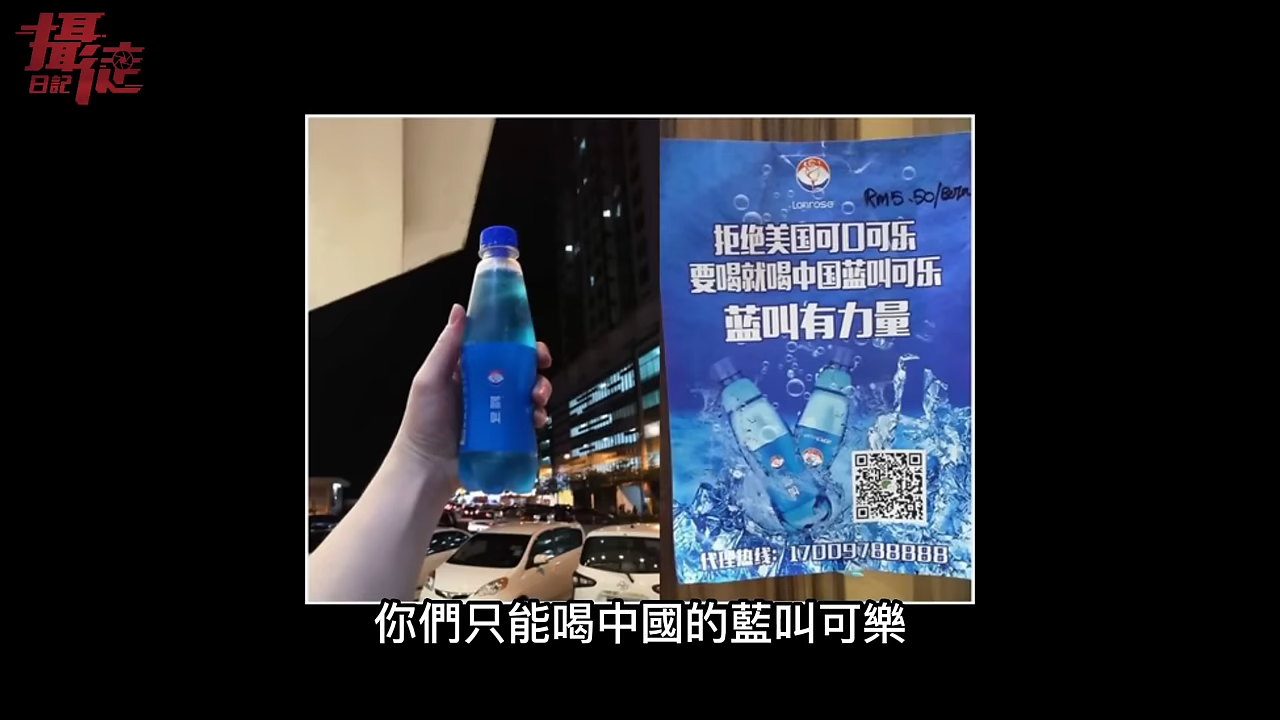 攝徒
日記
Lanrose
RM5.50/
拒绝美国可口可乐
要喝就喝中国蓝叫可乐
蓝叫有力量
代理热线：17009788888
你們只能喝中國的藍叫可樂